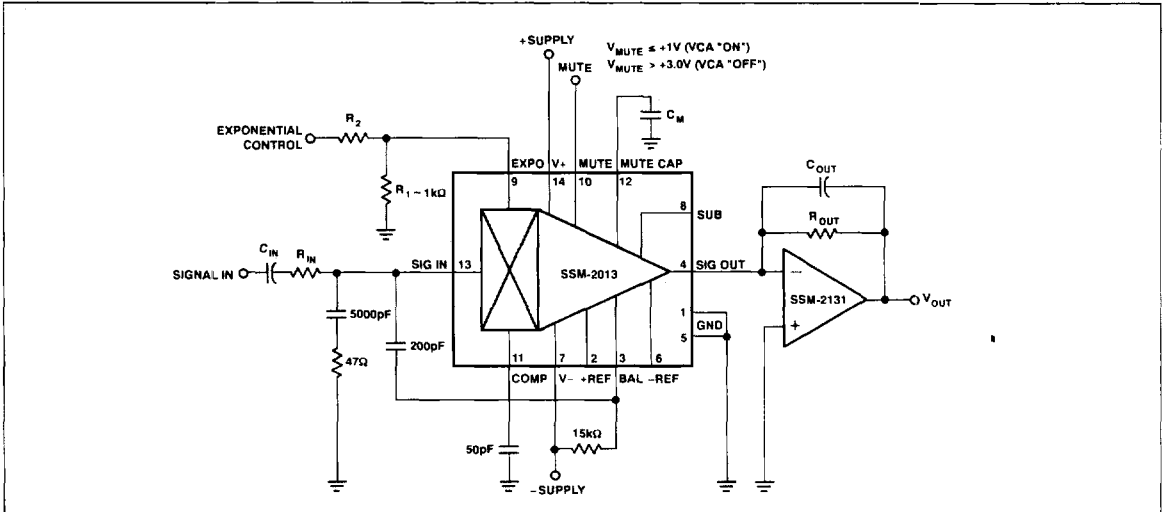 +SUPPLY
V_MUTE ≤ +1V (VCA "ON")
V_MUTE > +3.0V (VCA "OFF")
MUTE
C_M
R_2
EXPONENTIAL
CONTROL
R_1 ~ 1kΩ
EXPO V+ MUTE MUTE CAP
9 14 10 12
C_OUT
8
SUB
R_OUT
C_IN
R_IN
SIGNAL IN
SIG IN 13
SSM-2013
4 SIG OUT
SSM-2131
−
+
V_OUT
5000pF
200pF
47Ω
1
GND
5
11 7 2 3 6
COMP V− +REF BAL −REF
15kΩ
50pF
−SUPPLY